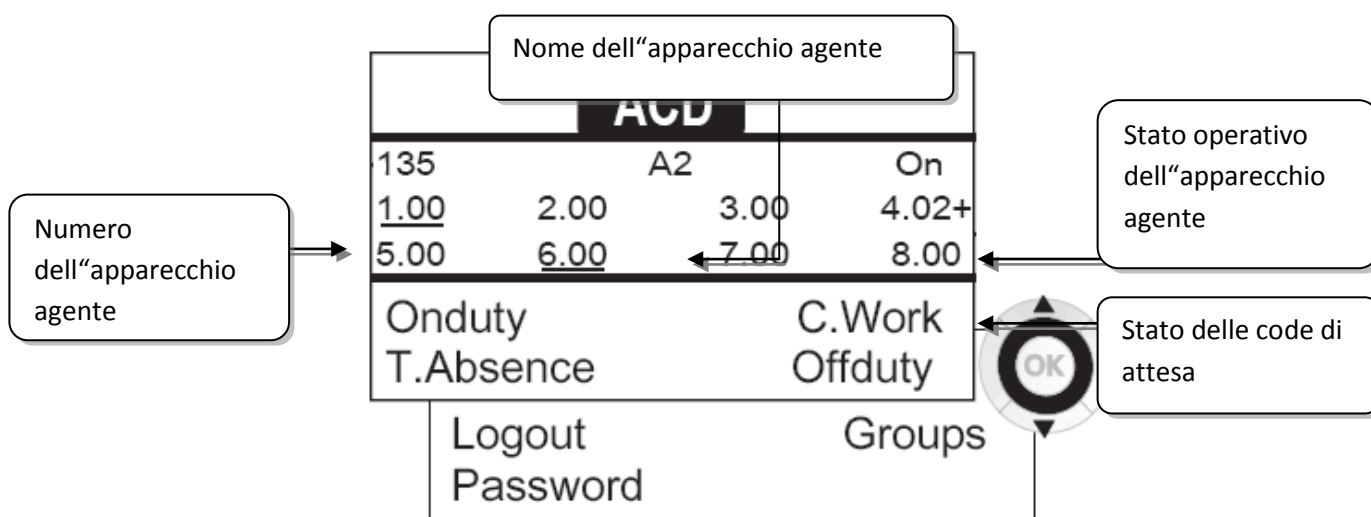 Nome dell“apparecchio agente
ACD
135 A2 On
1.00 2.00 3.00 4.02+
5.00 6.00 7.00 8.00
Numero
dell“apparecchio
agente
Stato operativo
dell“apparecchio
agente
Onduty C.Work
T.Absence Offduty
OK
Stato delle code di
attesa
Logout Groups
Password